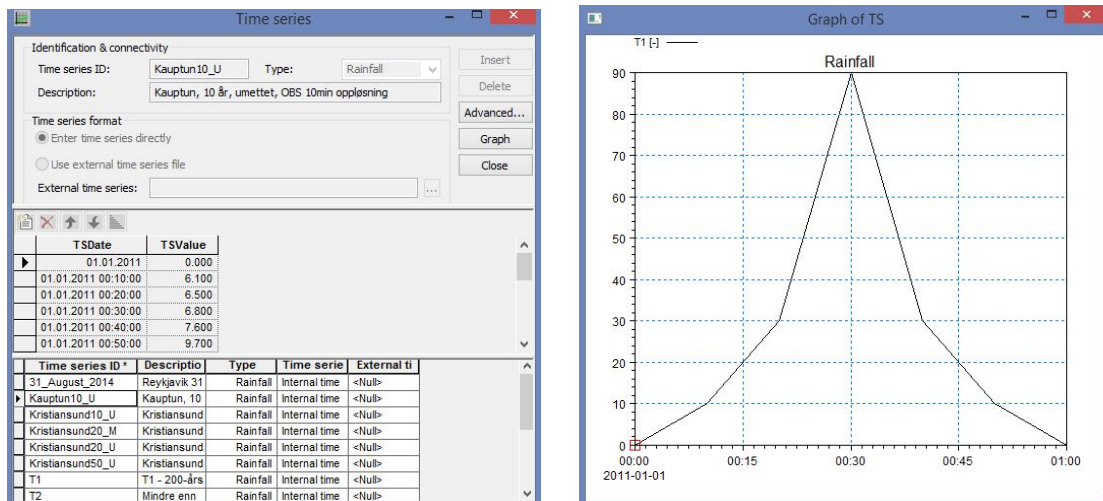 Time series
Identification & connectivity
Time series ID: Kauptun10_U Type: Rainfall
Description: Kauptun, 10 år, umettet, OBS 10min oppløsning
Time series format
Enter time series directly
Use external time series file
External time series: ...
Insert
Delete
Advanced...
Graph
Close
TSDate TSValue
01.01.2011 0.000
01.01.2011 00:10:00 6.100
01.01.2011 00:20:00 6.500
01.01.2011 00:30:00 6.800
01.01.2011 00:40:00 7.600
01.01.2011 00:50:00 9.700
Time series ID * Descriptio Type Time serie External ti
31_August_2014 Reykjavik 31 Rainfall Internal time <Null>
Kauptun10_U Kauptun, 10 Rainfall Internal time <Null>
Kristiansund10_U Kristiansund Rainfall Internal time <Null>
Kristiansund20_M Kristiansund Rainfall Internal time <Null>
Kristiansund20_U Kristiansund Rainfall Internal time <Null>
Kristiansund50_U Kristiansund Rainfall Internal time <Null>
T1 T1 - 200-års Rainfall Internal time <Null>
T2 Mindre enn Rainfall Internal time <Null>
Graph of TS
T1 [-]
Rainfall
90
80
70
60
50
40
30
20
10
0
00:00 00:15 00:30 00:45 01:00
2011-01-01